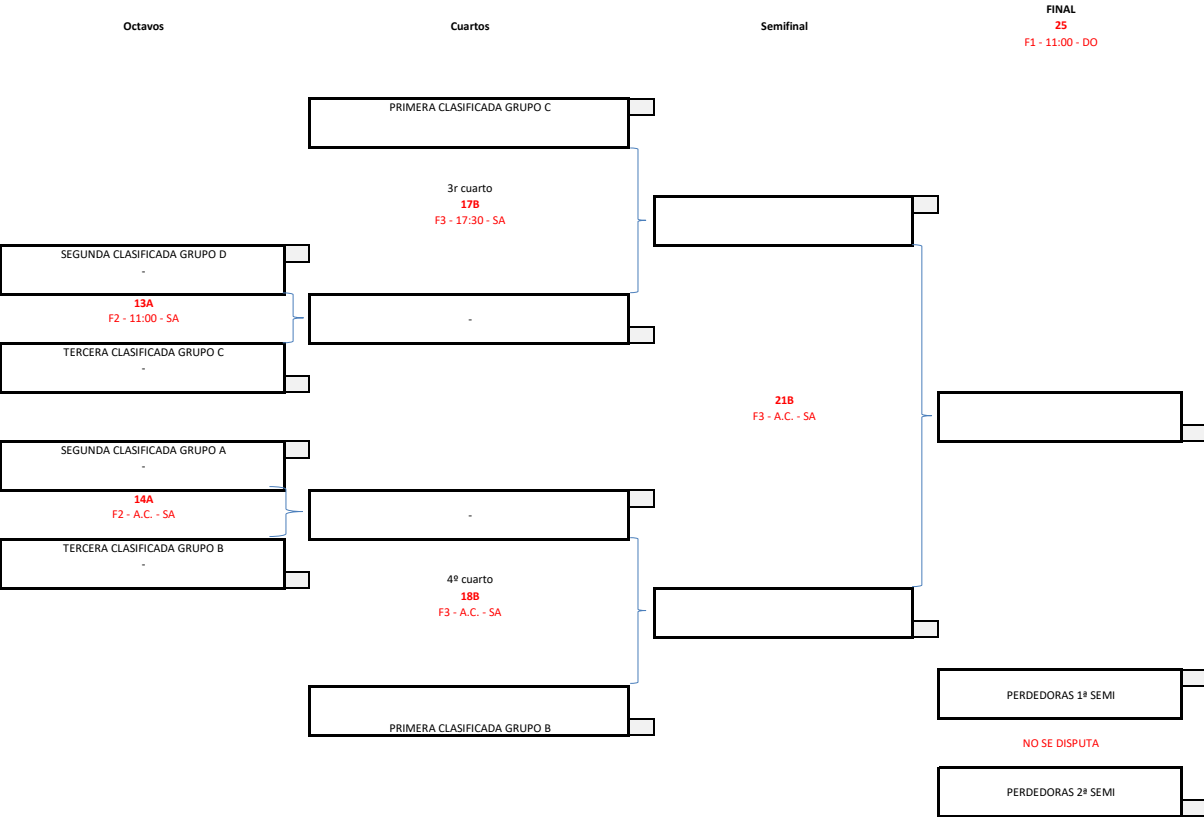 FINAL
Octavos
Cuartos
Semifinal
25
F1 - 11:00 - DO
PRIMERA CLASIFICADA GRUPO C
3r cuarto
17B
F3 - 17:30 - SA
SEGUNDA CLASIFICADA GRUPO D
-
13A
F2 - 11:00 - SA
-
TERCERA CLASIFICADA GRUPO C
-
21B
F3 - A.C. - SA
SEGUNDA CLASIFICADA GRUPO A
-
14A
F2 - A.C. - SA
-
TERCERA CLASIFICADA GRUPO B
-
4º cuarto
18B
F3 - A.C. - SA
PRIMERA CLASIFICADA GRUPO B
PERDEDORAS 1ª SEMI
NO SE DISPUTA
PERDEDORAS 2ª SEMI